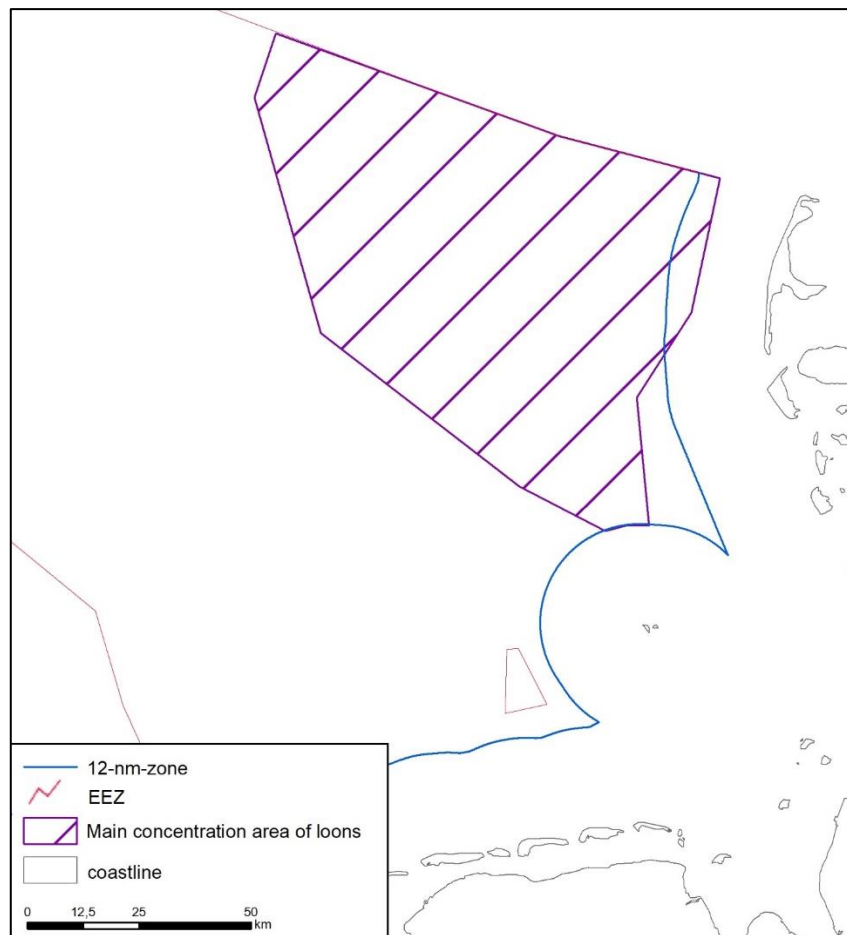 12-nm-zone
EEZ
Main concentration area of loons
coastline
0 12,5 25 50
km